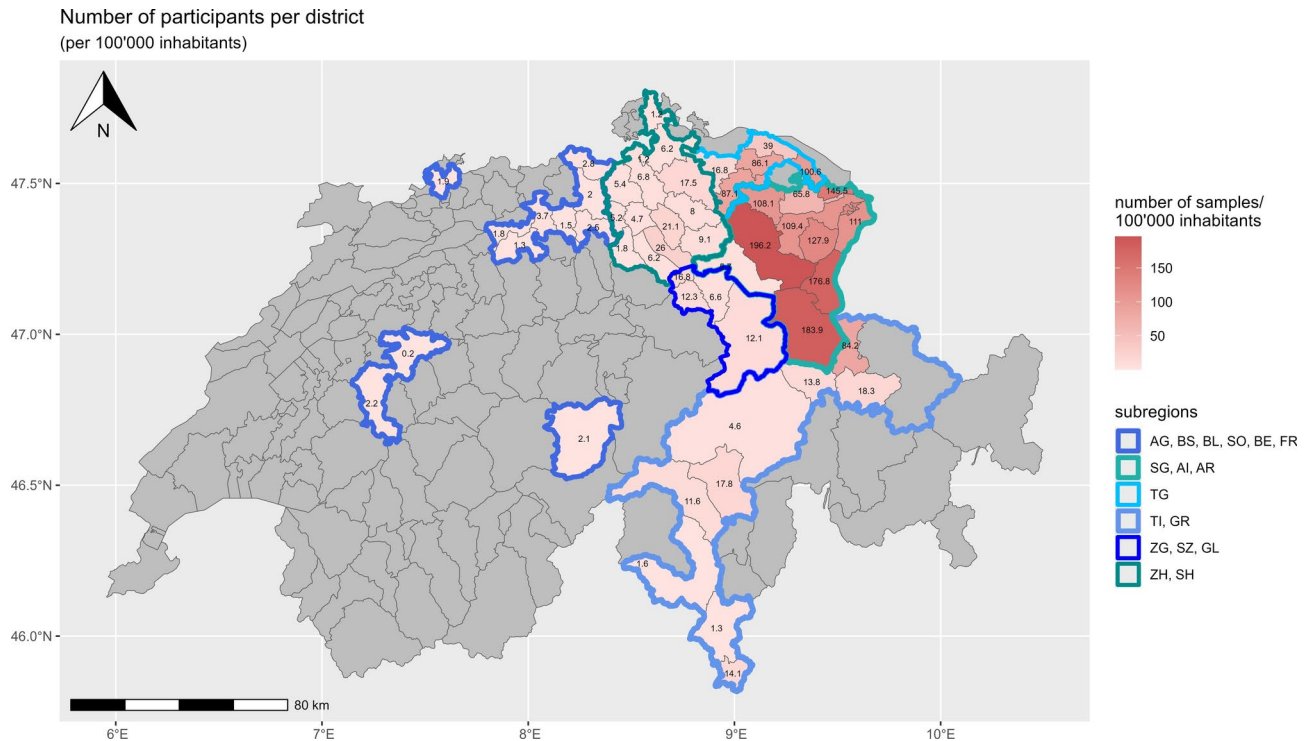 Number of participants per district
(per 100'000 inhabitants)
N
47.5°N
47.0°N
46.5°N
46.0°N
6°E
7°E
8°E
9°E
10°E
80 km
1.2
6.2
1.2
2.8
6.8
5.4
17.5
1.9
2
3.7
5.2
4.7
8
1.5
2.5
21.1
1.8
1.3
9.1
1.8
26
6.2
39
86.1
16.8
100.6
87.1
65.8
145.5
108.1
111
109.4
127.9
196.2
176.8
16.8
12.3
6.6
12.1
183.9
84.2
0.2
13.8
18.3
2.2
4.6
2.1
17.8
11.6
1.6
1.3
14.1
number of samples/
100'000 inhabitants
150
100
50
subregions
AG, BS, BL, SO, BE, FR
SG, AI, AR
TG
TI, GR
ZG, SZ, GL
ZH, SH